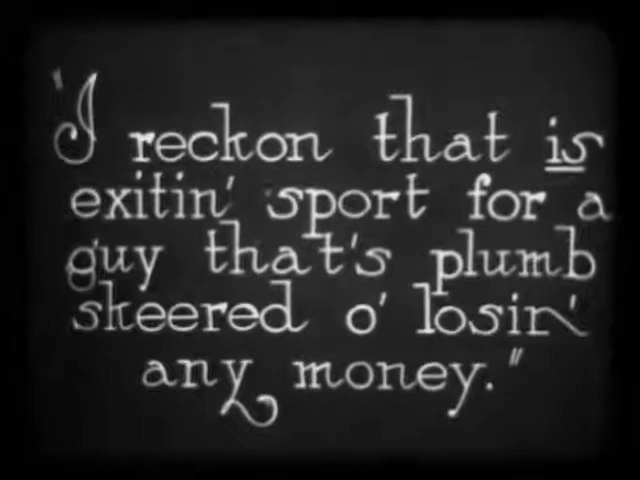 "I reckon that is
exitin' sport for a
guy that's plumb
skeered o' losin'
any money."